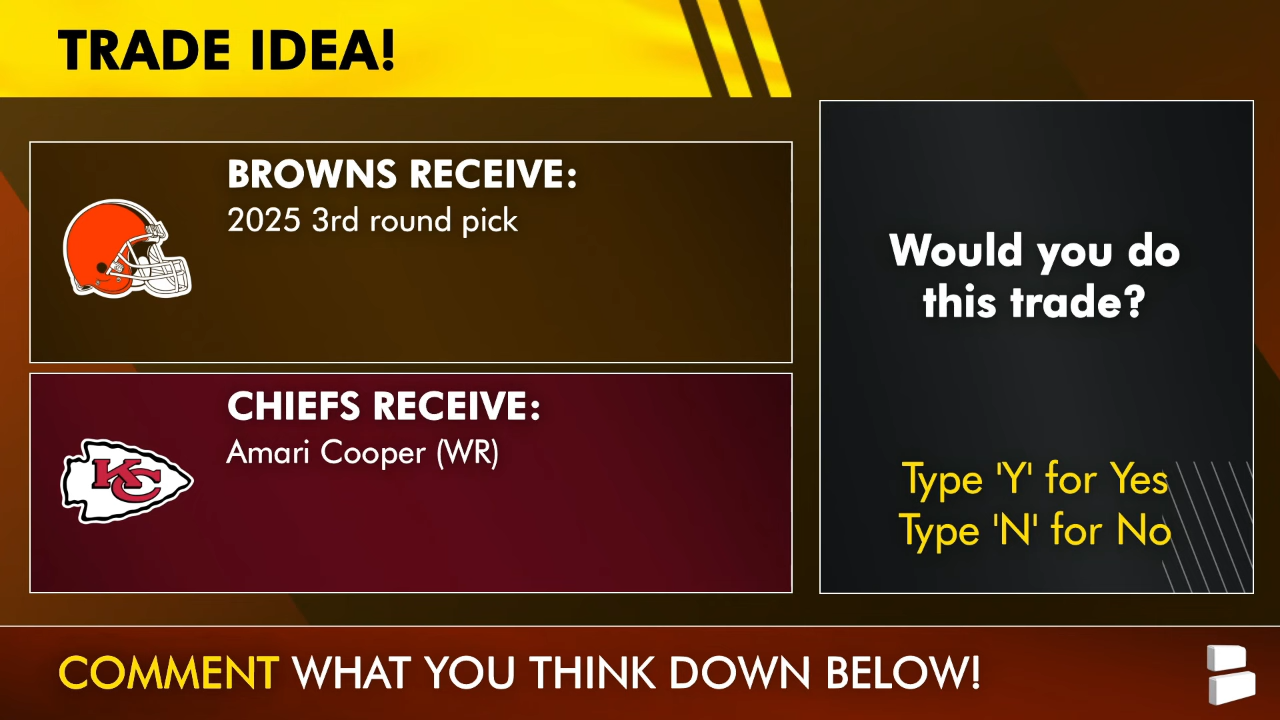 TRADE IDEA!
BROWNS RECEIVE:
2025 3rd round pick
CHIEFS RECEIVE:
Amari Cooper (WR)
Would you do
this trade?
Type 'Y' for Yes
Type 'N' for No
COMMENT WHAT YOU THINK DOWN BELOW!
KC